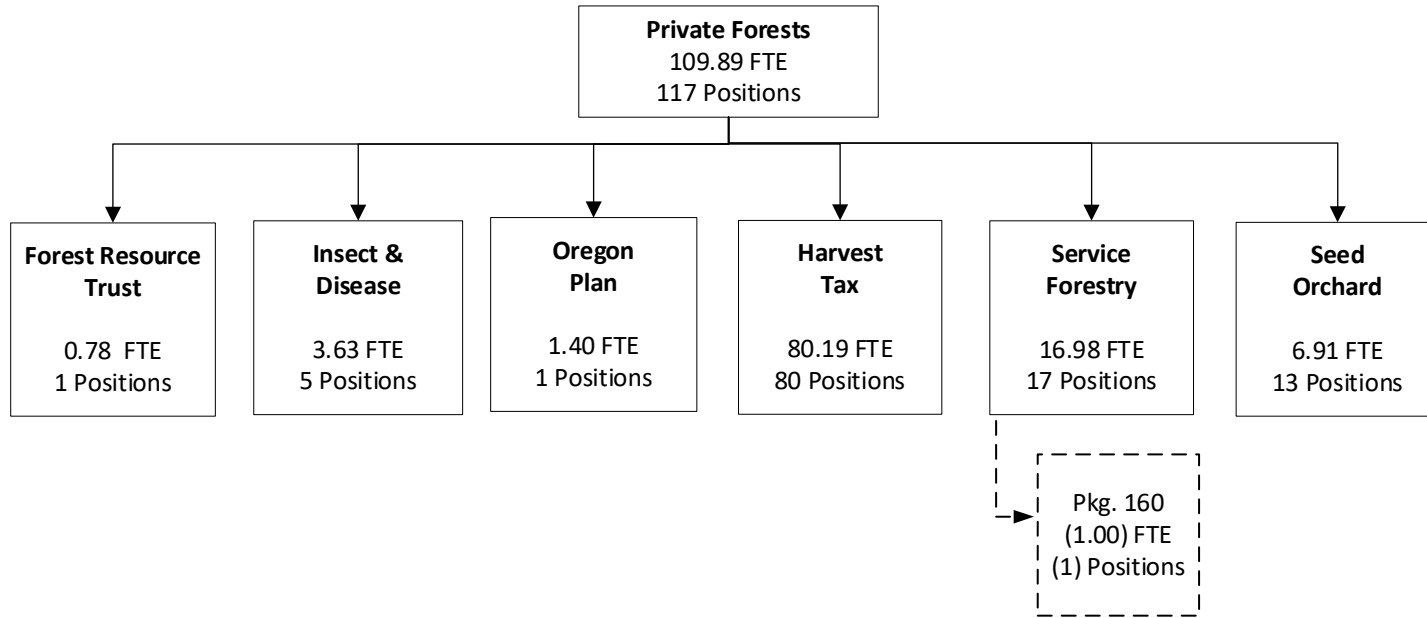 Private Forests
109.89 FTE
117 Positions
Forest Resource
Trust
0.78 FTE
1 Positions
Insect &
Disease
3.63 FTE
5 Positions
Oregon
Plan
1.40 FTE
1 Positions
Harvest
Tax
80.19 FTE
80 Positions
Service
Forestry
16.98 FTE
17 Positions
Seed
Orchard
6.91 FTE
13 Positions
Pkg. 160
(1.00) FTE
(1) Positions